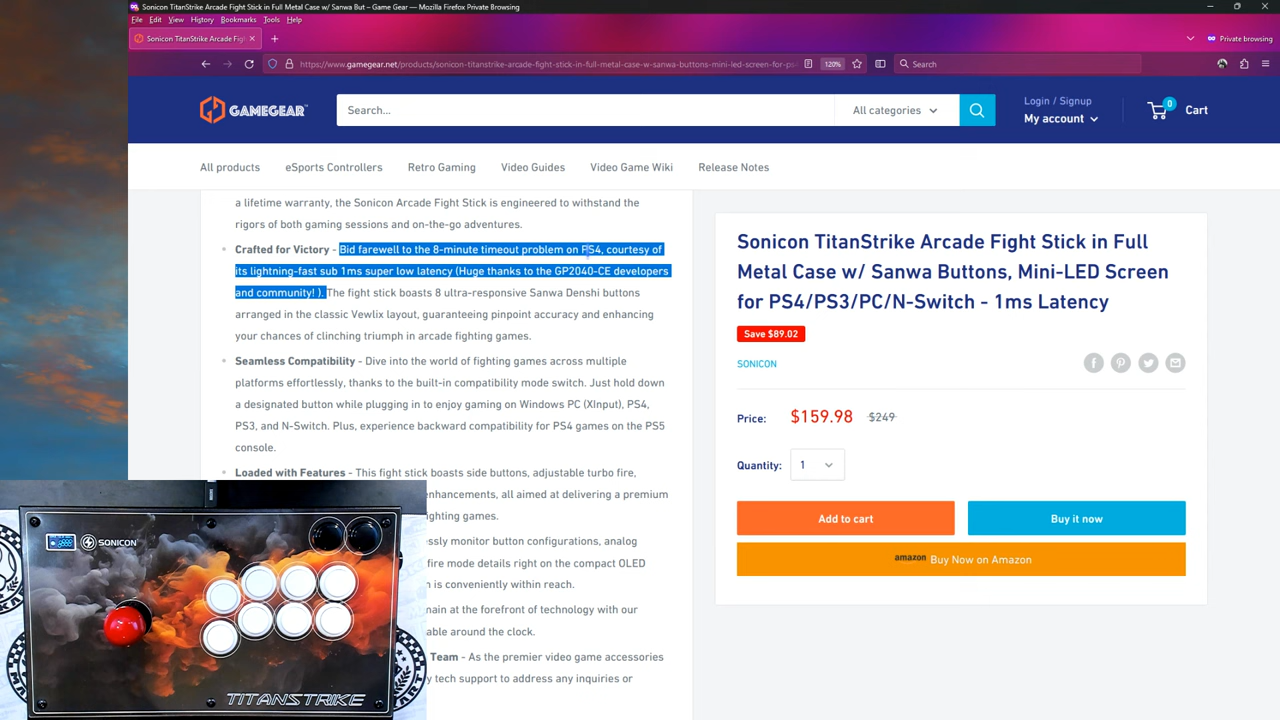 Sonicon TitanStrike Arcade Fight Stick in Full Metal Case w/ Sanwa But – Game Gear — Mozilla Firefox Private Browsing
File Edit View History Bookmarks Tools Help
Sonicon TitanStrike Arcade Figh
Private browsing
https://www.gamegear.net/products/sonicon-titanstrike-arcade-fight-stick-in-full-metal-case-w-sanwa-buttons-mini-led-screen-for-ps4
120%
Search
GAMEGEAR
Search...
All categories
Login / Signup
My account
0
Cart
All products
eSports Controllers
Retro Gaming
Video Guides
Video Game Wiki
Release Notes
a lifetime warranty, the Sonicon Arcade Fight Stick is engineered to withstand the
rigors of both gaming sessions and on-the-go adventures.
Crafted for Victory - Bid farewell to the 8-minute timeout problem on PS4, courtesy of
its lightning-fast sub 1ms super low latency (Huge thanks to the GP2040-CE developers
and community! ). The fight stick boasts 8 ultra-responsive Sanwa Denshi buttons
arranged in the classic Vewlix layout, guaranteeing pinpoint accuracy and enhancing
your chances of clinching triumph in arcade fighting games.
Seamless Compatibility - Dive into the world of fighting games across multiple
platforms effortlessly, thanks to the built-in compatibility mode switch. Just hold down
a designated button while plugging in to enjoy gaming on Windows PC (XInput), PS4,
PS3, and N-Switch. Plus, experience backward compatibility for PS4 games on the PS5
console.
Loaded with Features - This fight stick boasts side buttons, adjustable turbo fire,
enhancements, all aimed at delivering a premium
ghting games.
ssly monitor button configurations, analog
fire mode details right on the compact OLED
n is conveniently within reach.
main at the forefront of technology with our
able around the clock.
Team - As the premier video game accessories
y tech support to address any inquiries or
Sonicon TitanStrike Arcade Fight Stick in Full
Metal Case w/ Sanwa Buttons, Mini-LED Screen
for PS4/PS3/PC/N-Switch - 1ms Latency
Save $89.02
SONICON
Price: $159.98 $249
Quantity: 1
Add to cart
Buy it now
amazon Buy Now on Amazon
SONICON
TITANSTRIKE